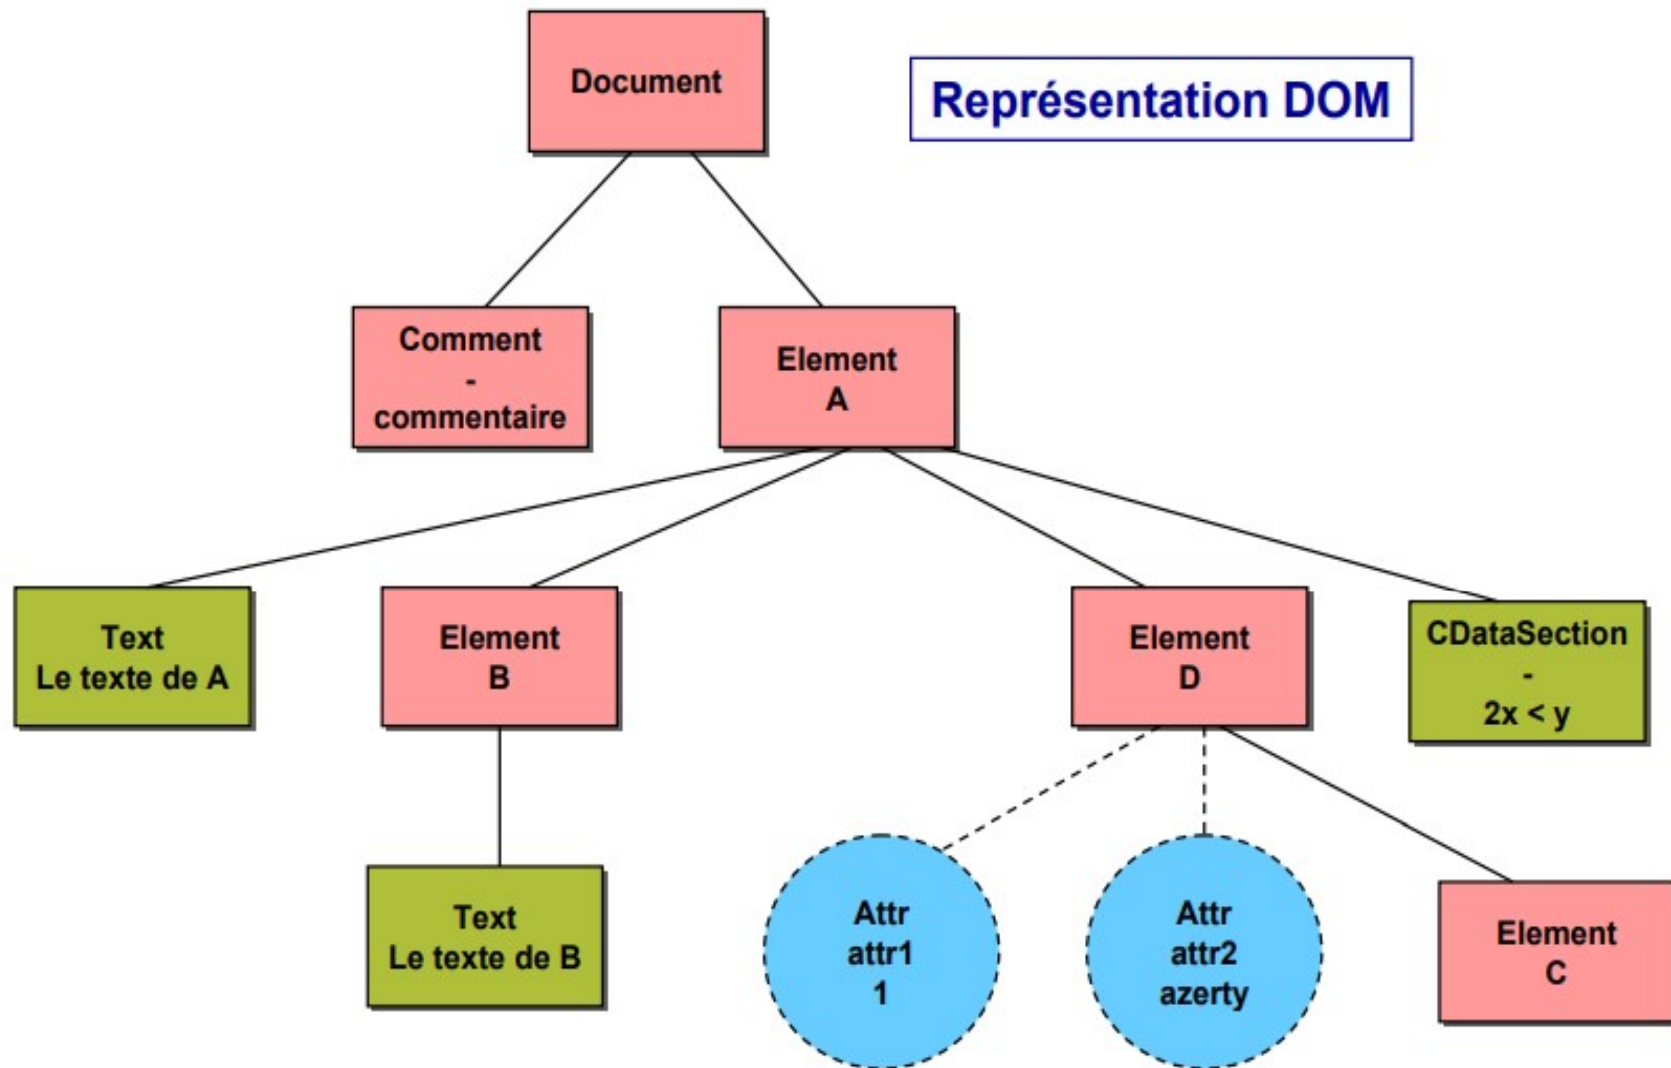 Document
Représentation DOM
Comment
-
commentaire
Element
A
Text
Le texte de A
Element
B
Element
D
CDataSection
-
2x < y
Text
Le texte de B
Attr
attr1
1
Attr
attr2
azerty
Element
C